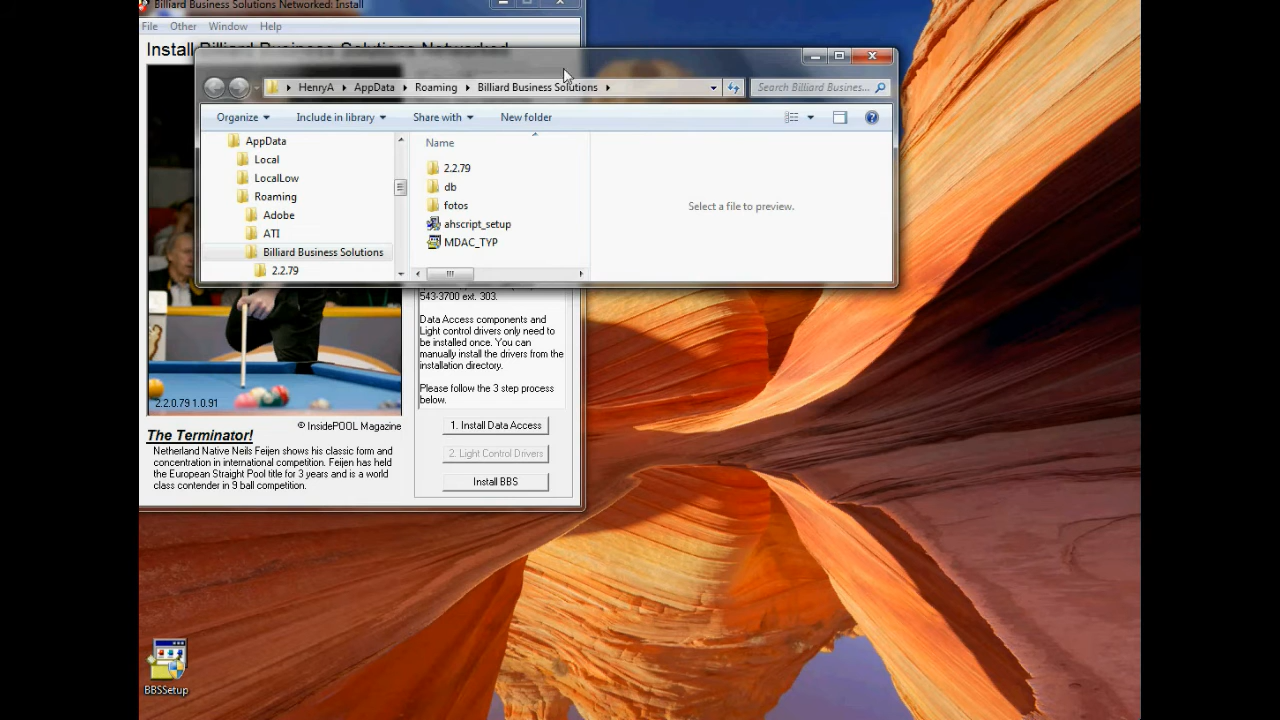 Billiard Business Solutions Networked: Install
File Other Window Help
Install Billiard Business Solutions Networked
HenryA AppData Roaming Billiard Business Solutions
Search Billiard Busines...
Organize Include in library Share with New folder
AppData
Local
LocalLow
Roaming
Adobe
ATI
Billiard Business Solutions
2.2.79
Name
2.2.79
db
fotos
ahscript_setup
MDAC_TYP
Select a file to preview.
543-3700 ext. 303.
Data Access components and
Light control drivers only need to
be installed once. You can
manually install the drivers from the
installation directory.
Please follow the 3 step process
below.
1. Install Data Access
2. Light Control Drivers
Install BBS
2.2.0.79 1.0.91
© InsidePOOL Magazine
The Terminator!
Netherland Native Neils Feijen shows his classic form and
concentration in international competition. Feijen has held
the European Straight Pool title for 3 years and is a world
class contender in 9 ball competition.
BBSSetup